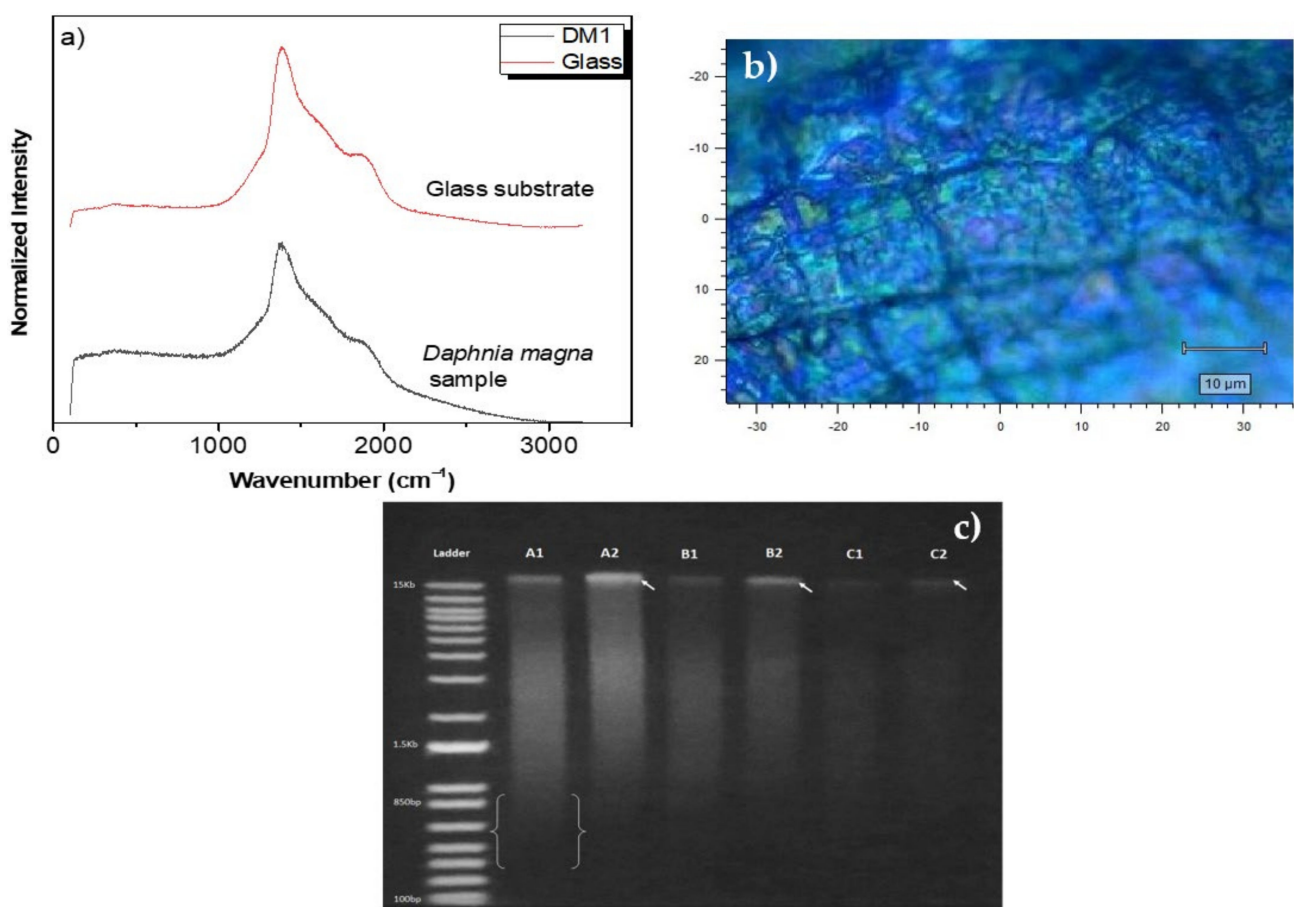 a)
DM1
Glass
Glass substrate
Daphnia magna
sample
Normalized Intensity
0
1000
2000
3000
Wavenumber (cm⁻¹)
b)
-20
-10
0
10
20
10 µm
-30
-20
-10
0
10
20
30
c)
Ladder
A1
A2
B1
B2
C1
C2
15Kb
1.5Kb
850bp
100bp